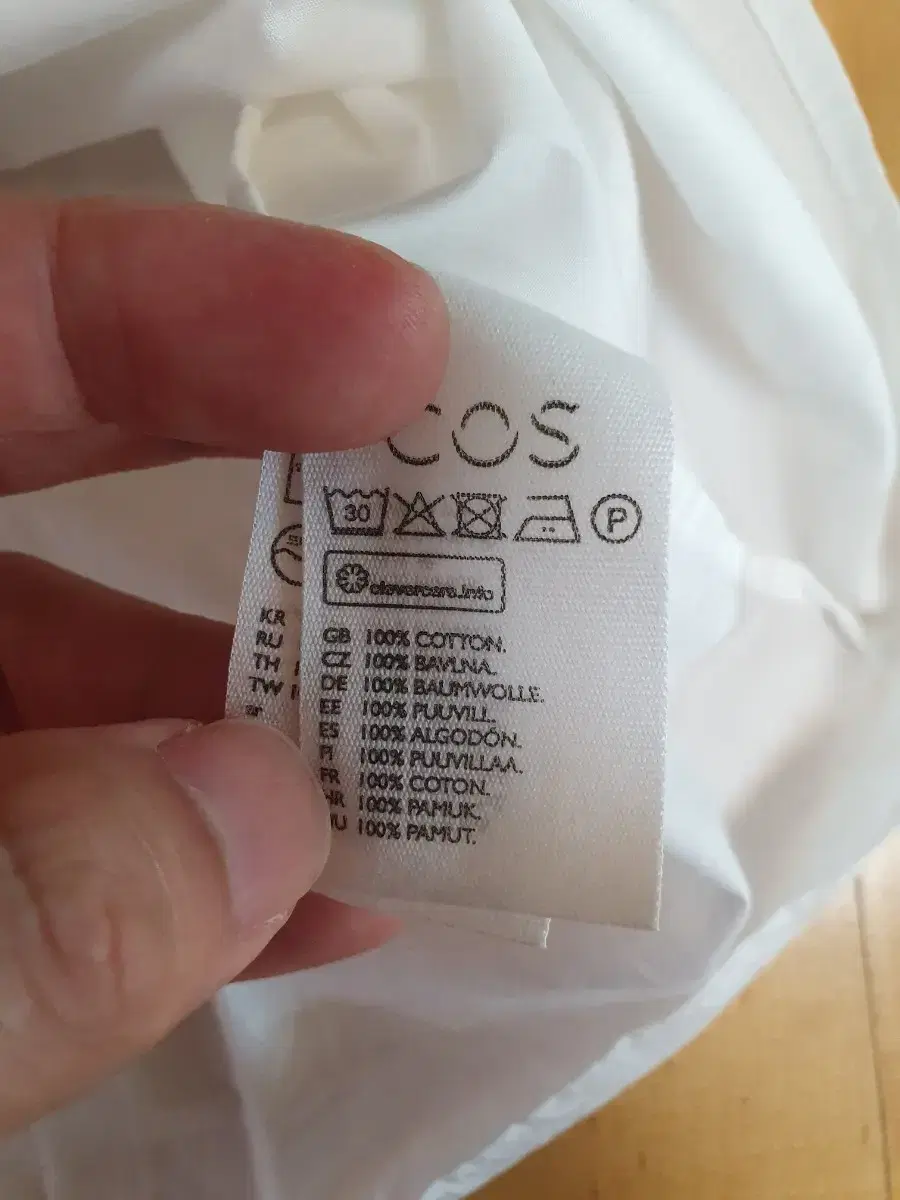 COS
30 P
clevercare.info
KR
RU
TH
TW
GB 100% COTTON.
CZ 100% BAVLNA.
DE 100% BAUMWOLLE.
EE 100% PUUVILL.
ES 100% ALGODÓN.
FI 100% PUUVILLAA.
FR 100% COTON.
HR 100% PAMUK.
HU 100% PAMUT.